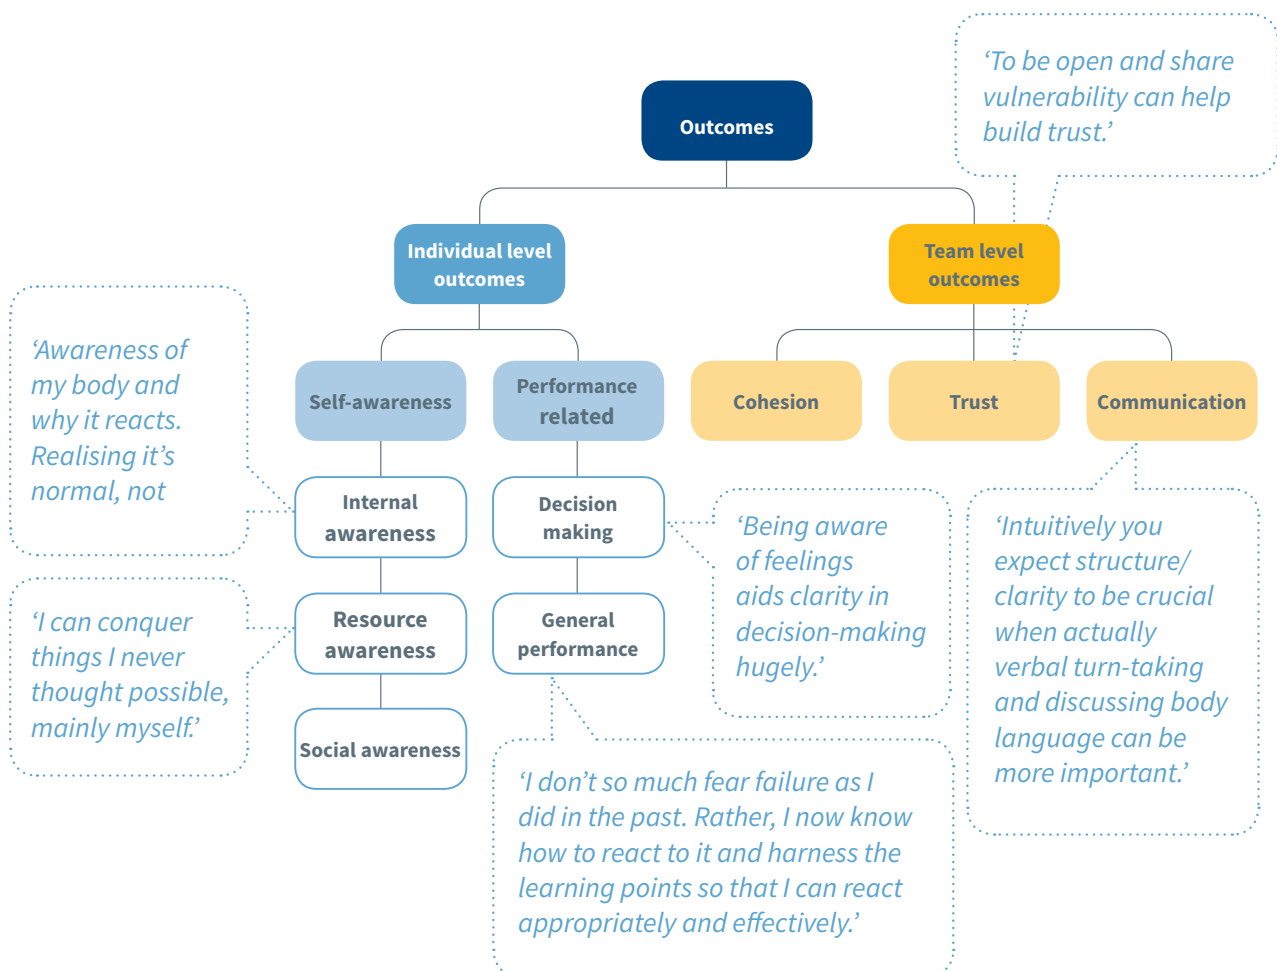 ‘To be open and share
vulnerability can help
build trust.’
Outcomes
Individual level
outcomes
Team level
outcomes
‘Awareness of
my body and
why it reacts.
Realising it’s
normal, not
Self-awareness
Performance
related
Cohesion
Trust
Communication
Internal
awareness
Decision
making
‘Being aware
of feelings
aids clarity in
decision-making
hugely.’
‘Intuitively you
expect structure/
clarity to be crucial
when actually
verbal turn-taking
and discussing body
language can be
more important.’
‘I can conquer
things I never
thought possible,
mainly myself.’
Resource
awareness
General
performance
Social awareness
‘I don’t so much fear failure as I
did in the past. Rather, I now know
how to react to it and harness the
learning points so that I can react
appropriately and effectively.’